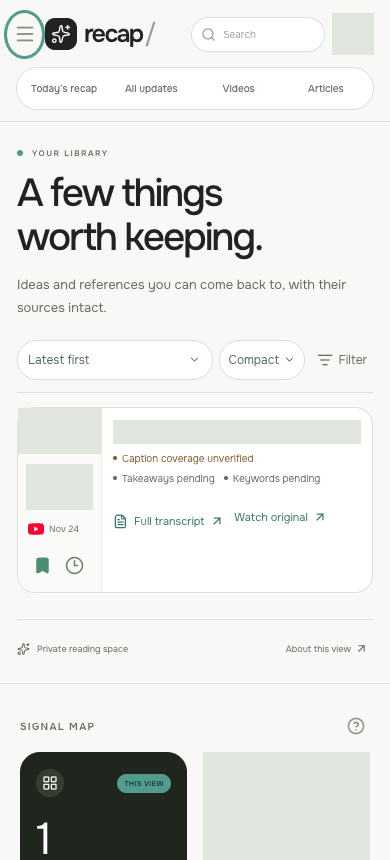 recap/
Search
Today's recap All updates Videos Articles
YOUR LIBRARY
A few things
worth keeping.
Ideas and references you can come back to, with their
sources intact.
Latest first Compact Filter
Caption coverage unverified
Takeaways pending Keywords pending
Nov 24
Full transcript Watch original
Private reading space About this view
SIGNAL MAP
THIS VIEW
1